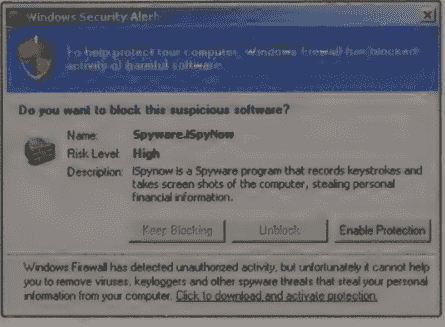 Windows Security Alert
To help protect your computer, Windows Firewall has blocked
activity of harmful software.
Do you want to block this suspicious software?
Name: Spyware.ISpyNow
Risk Level: High
Description: ISpynow is a Spyware program that records keystrokes and
takes screen shots of the computer, stealing personal
financial information.
Keep Blocking Unblock Enable Protection
Windows Firewall has detected unauthorized activity, but unfortunately it cannot help
you to remove viruses, keyloggers and other spyware threats that steal your personal
information from your computer. Click to download and activate protection.